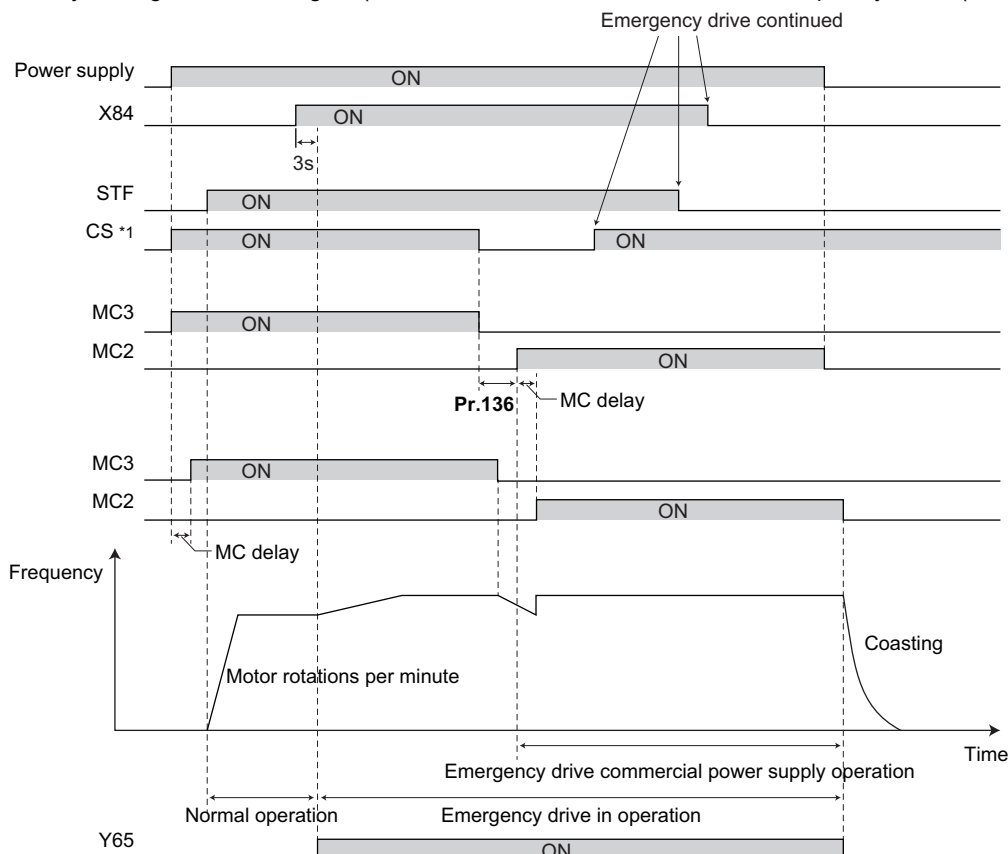 Emergency drive continued
Power supply
ON
X84
ON
3s
STF
ON
CS *1
ON
ON
MC3
ON
MC2
ON
Pr.136
MC delay
MC3
ON
MC2
ON
MC delay
Frequency
Coasting
Motor rotations per minute
Time
Emergency drive commercial power supply operation
Normal operation
Emergency drive in operation
Y65
ON